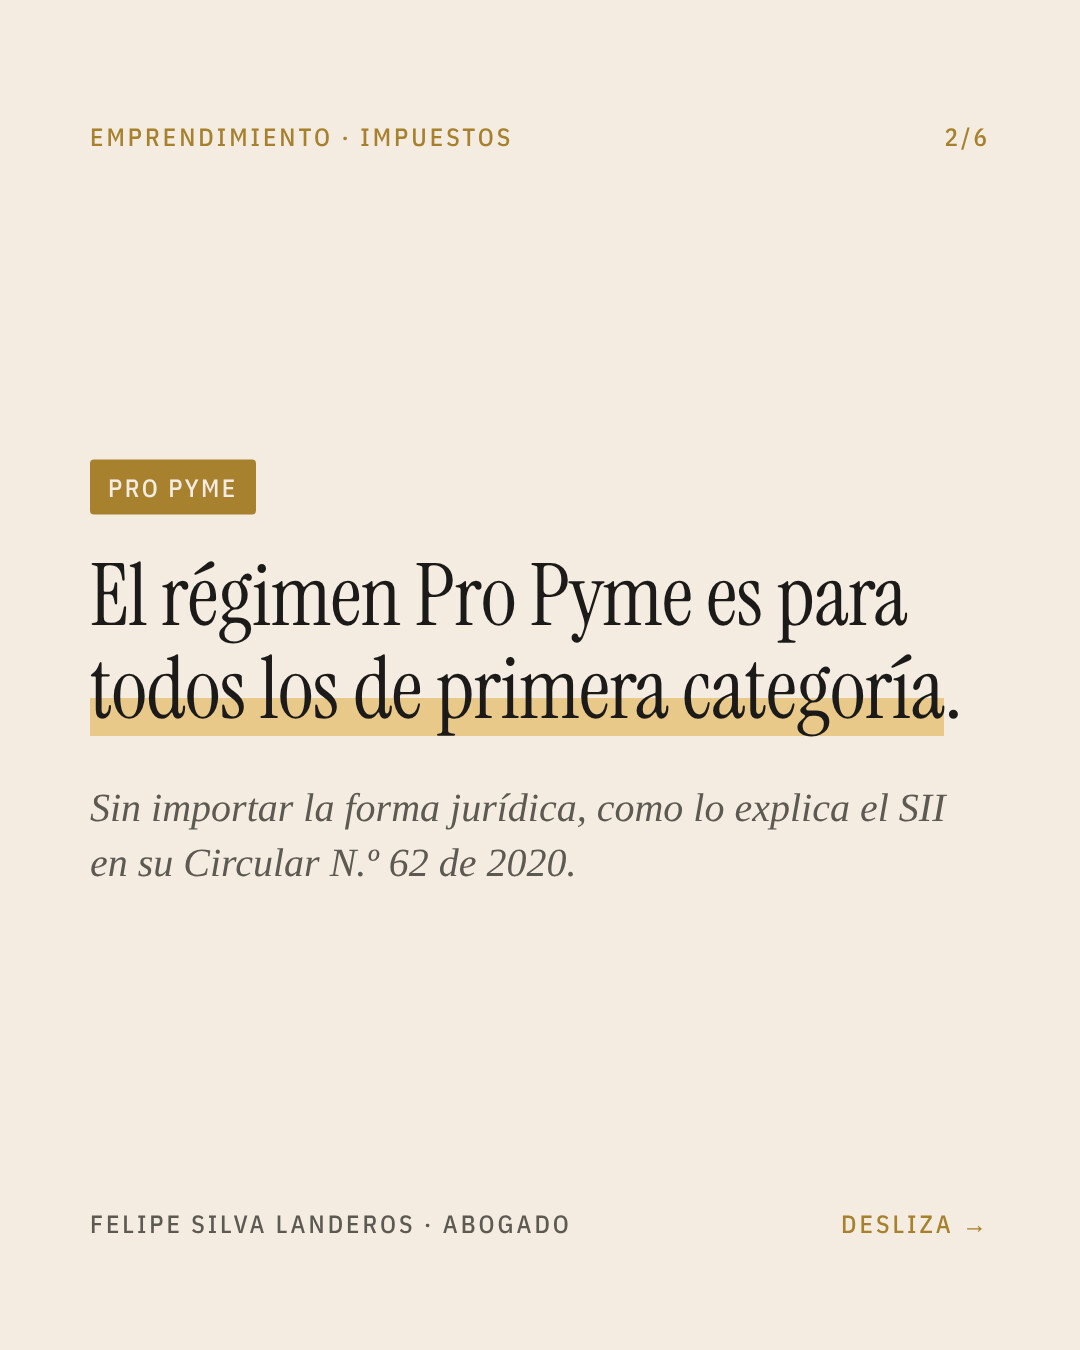 EMPRENDIMIENTO · IMPUESTOS
2/6
PRO PYME
El régimen Pro Pyme es para
todos los de primera categoría.
Sin importar la forma jurídica, como lo explica el SII
en su Circular N.º 62 de 2020.
FELIPE SILVA LANDEROS · ABOGADO
DESLIZA →